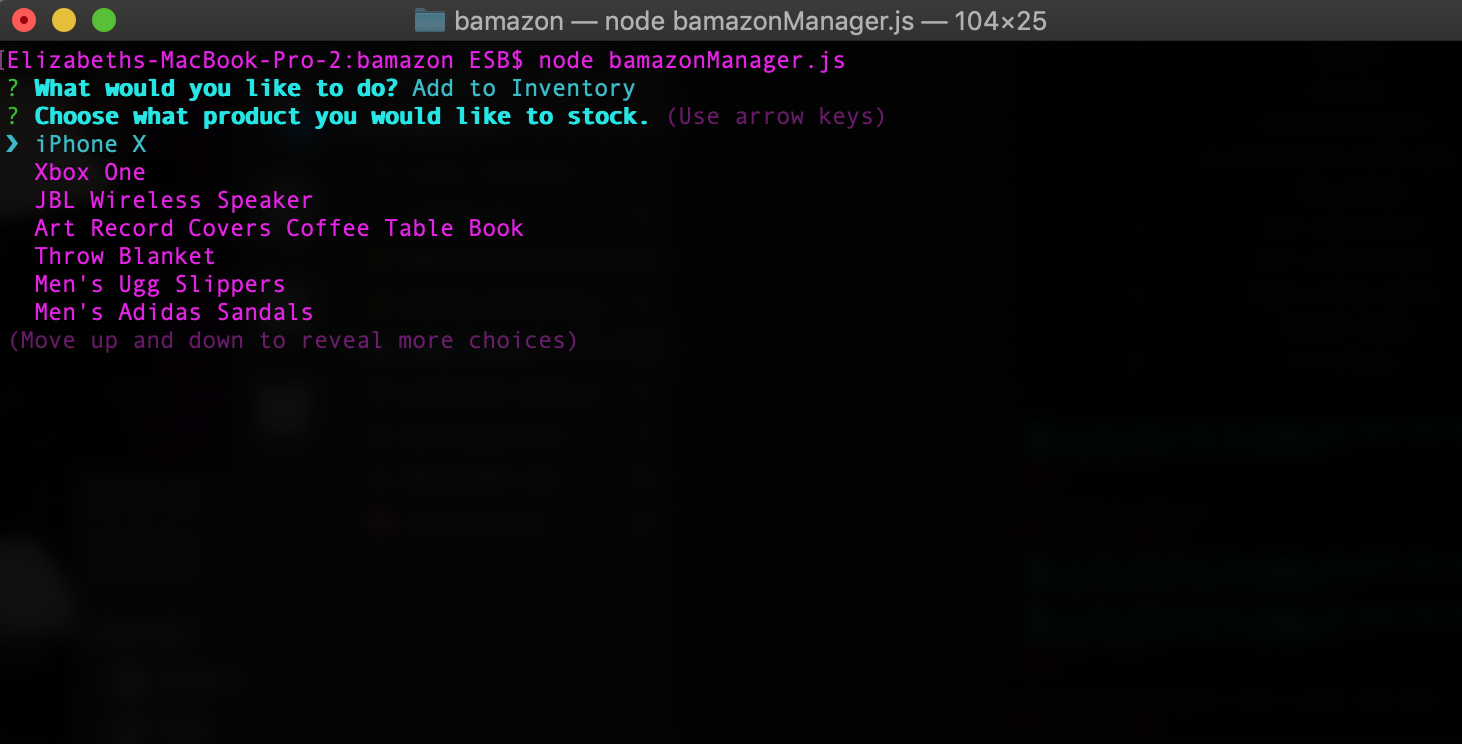 bamazon — node bamazonManager.js — 104×25
[Elizabeths-MacBook-Pro-2:bamazon ESB$ node bamazonManager.js
? What would you like to do? Add to Inventory
? Choose what product you would like to stock. (Use arrow keys)
❯ iPhone X
Xbox One
JBL Wireless Speaker
Art Record Covers Coffee Table Book
Throw Blanket
Men's Ugg Slippers
Men's Adidas Sandals
(Move up and down to reveal more choices)